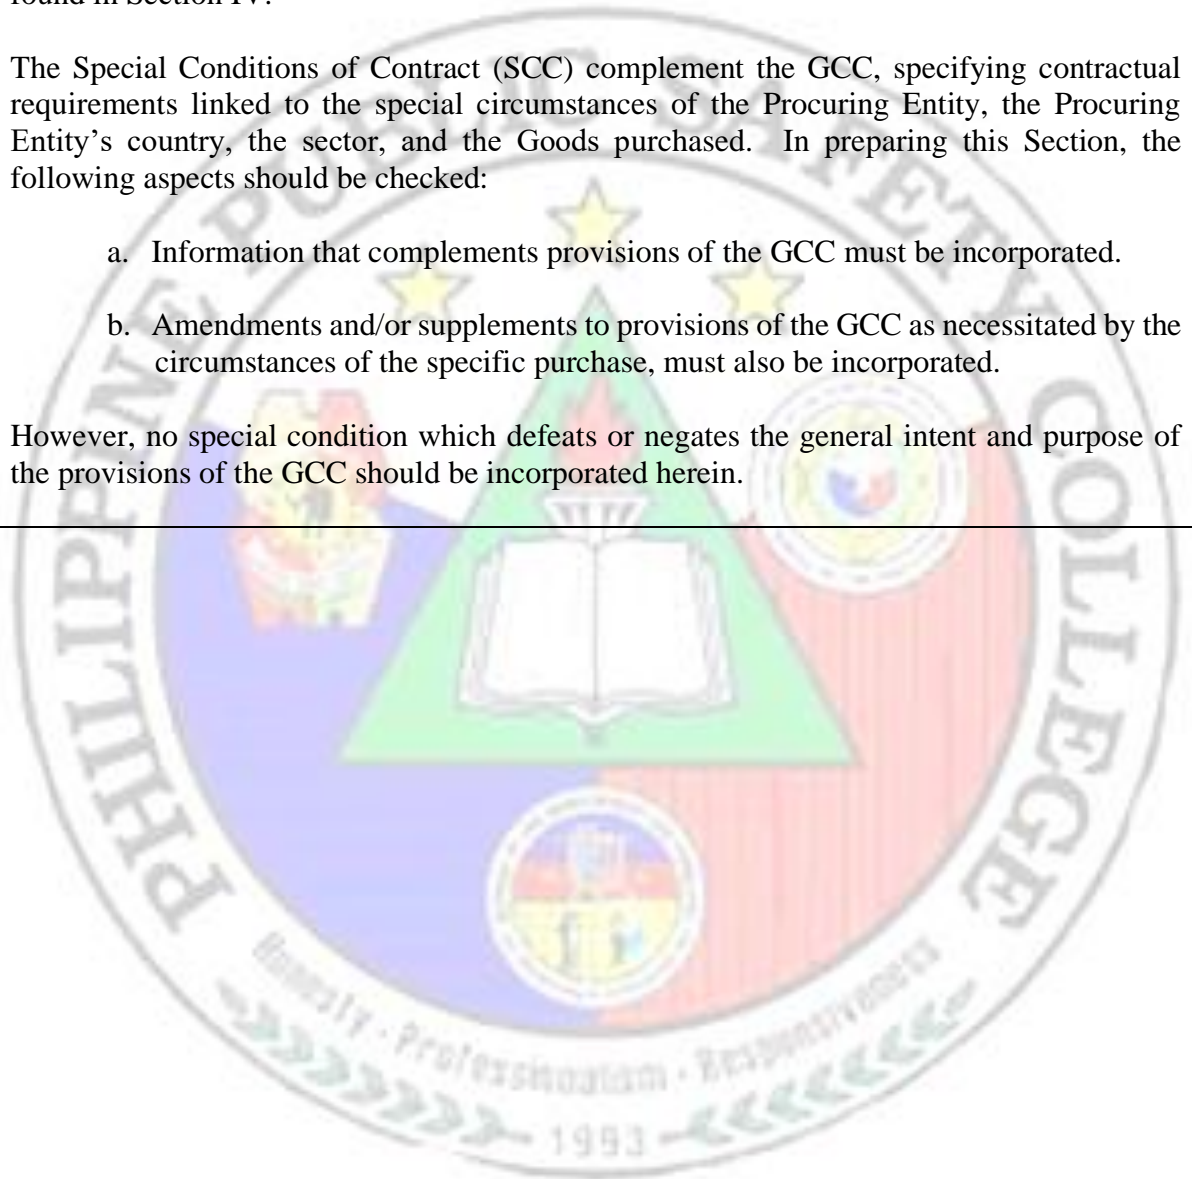 found in Section IV.
The Special Conditions of Contract (SCC) complement the GCC, specifying contractual
requirements linked to the special circumstances of the Procuring Entity, the Procuring
Entity’s country, the sector, and the Goods purchased. In preparing this Section, the
following aspects should be checked:
a. Information that complements provisions of the GCC must be incorporated.
b. Amendments and/or supplements to provisions of the GCC as necessitated by the
circumstances of the specific purchase, must also be incorporated.
However, no special condition which defeats or negates the general intent and purpose of
the provisions of the GCC should be incorporated herein.
PHILIPPINE PUBLIC SAFETY COLLEGE
Honesty · Professionalism · Responsiveness
1993